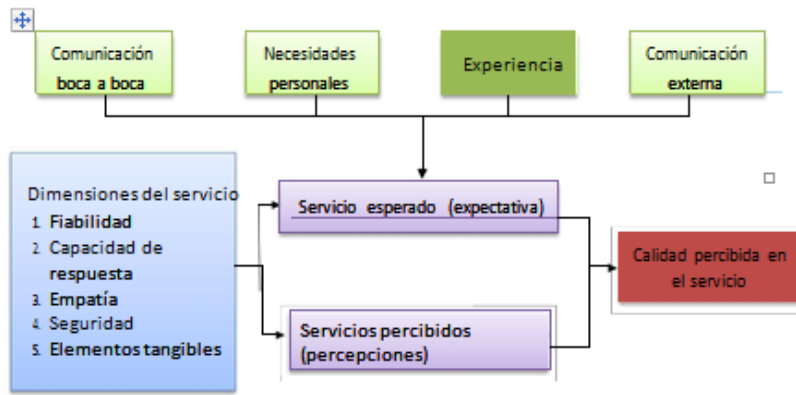 Comunicación
boca a boca
Necesidades
personales
Experiencia
Comunicación
externa
Dimensiones del servicio
1. Fiabilidad
2. Capacidad de
respuesta
3. Empatía
4. Seguridad
5. Elementos tangibles
Servicio esperado (expectativa)
Servicios percibidos
(percepciones)
Calidad percibida en
el servicio